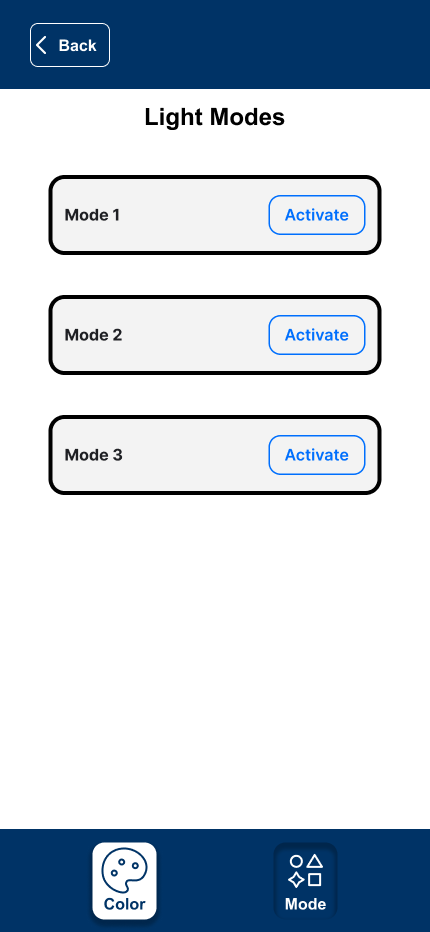 Back
Light Modes
Mode 1
Activate
Mode 2
Activate
Mode 3
Activate
Color
Mode